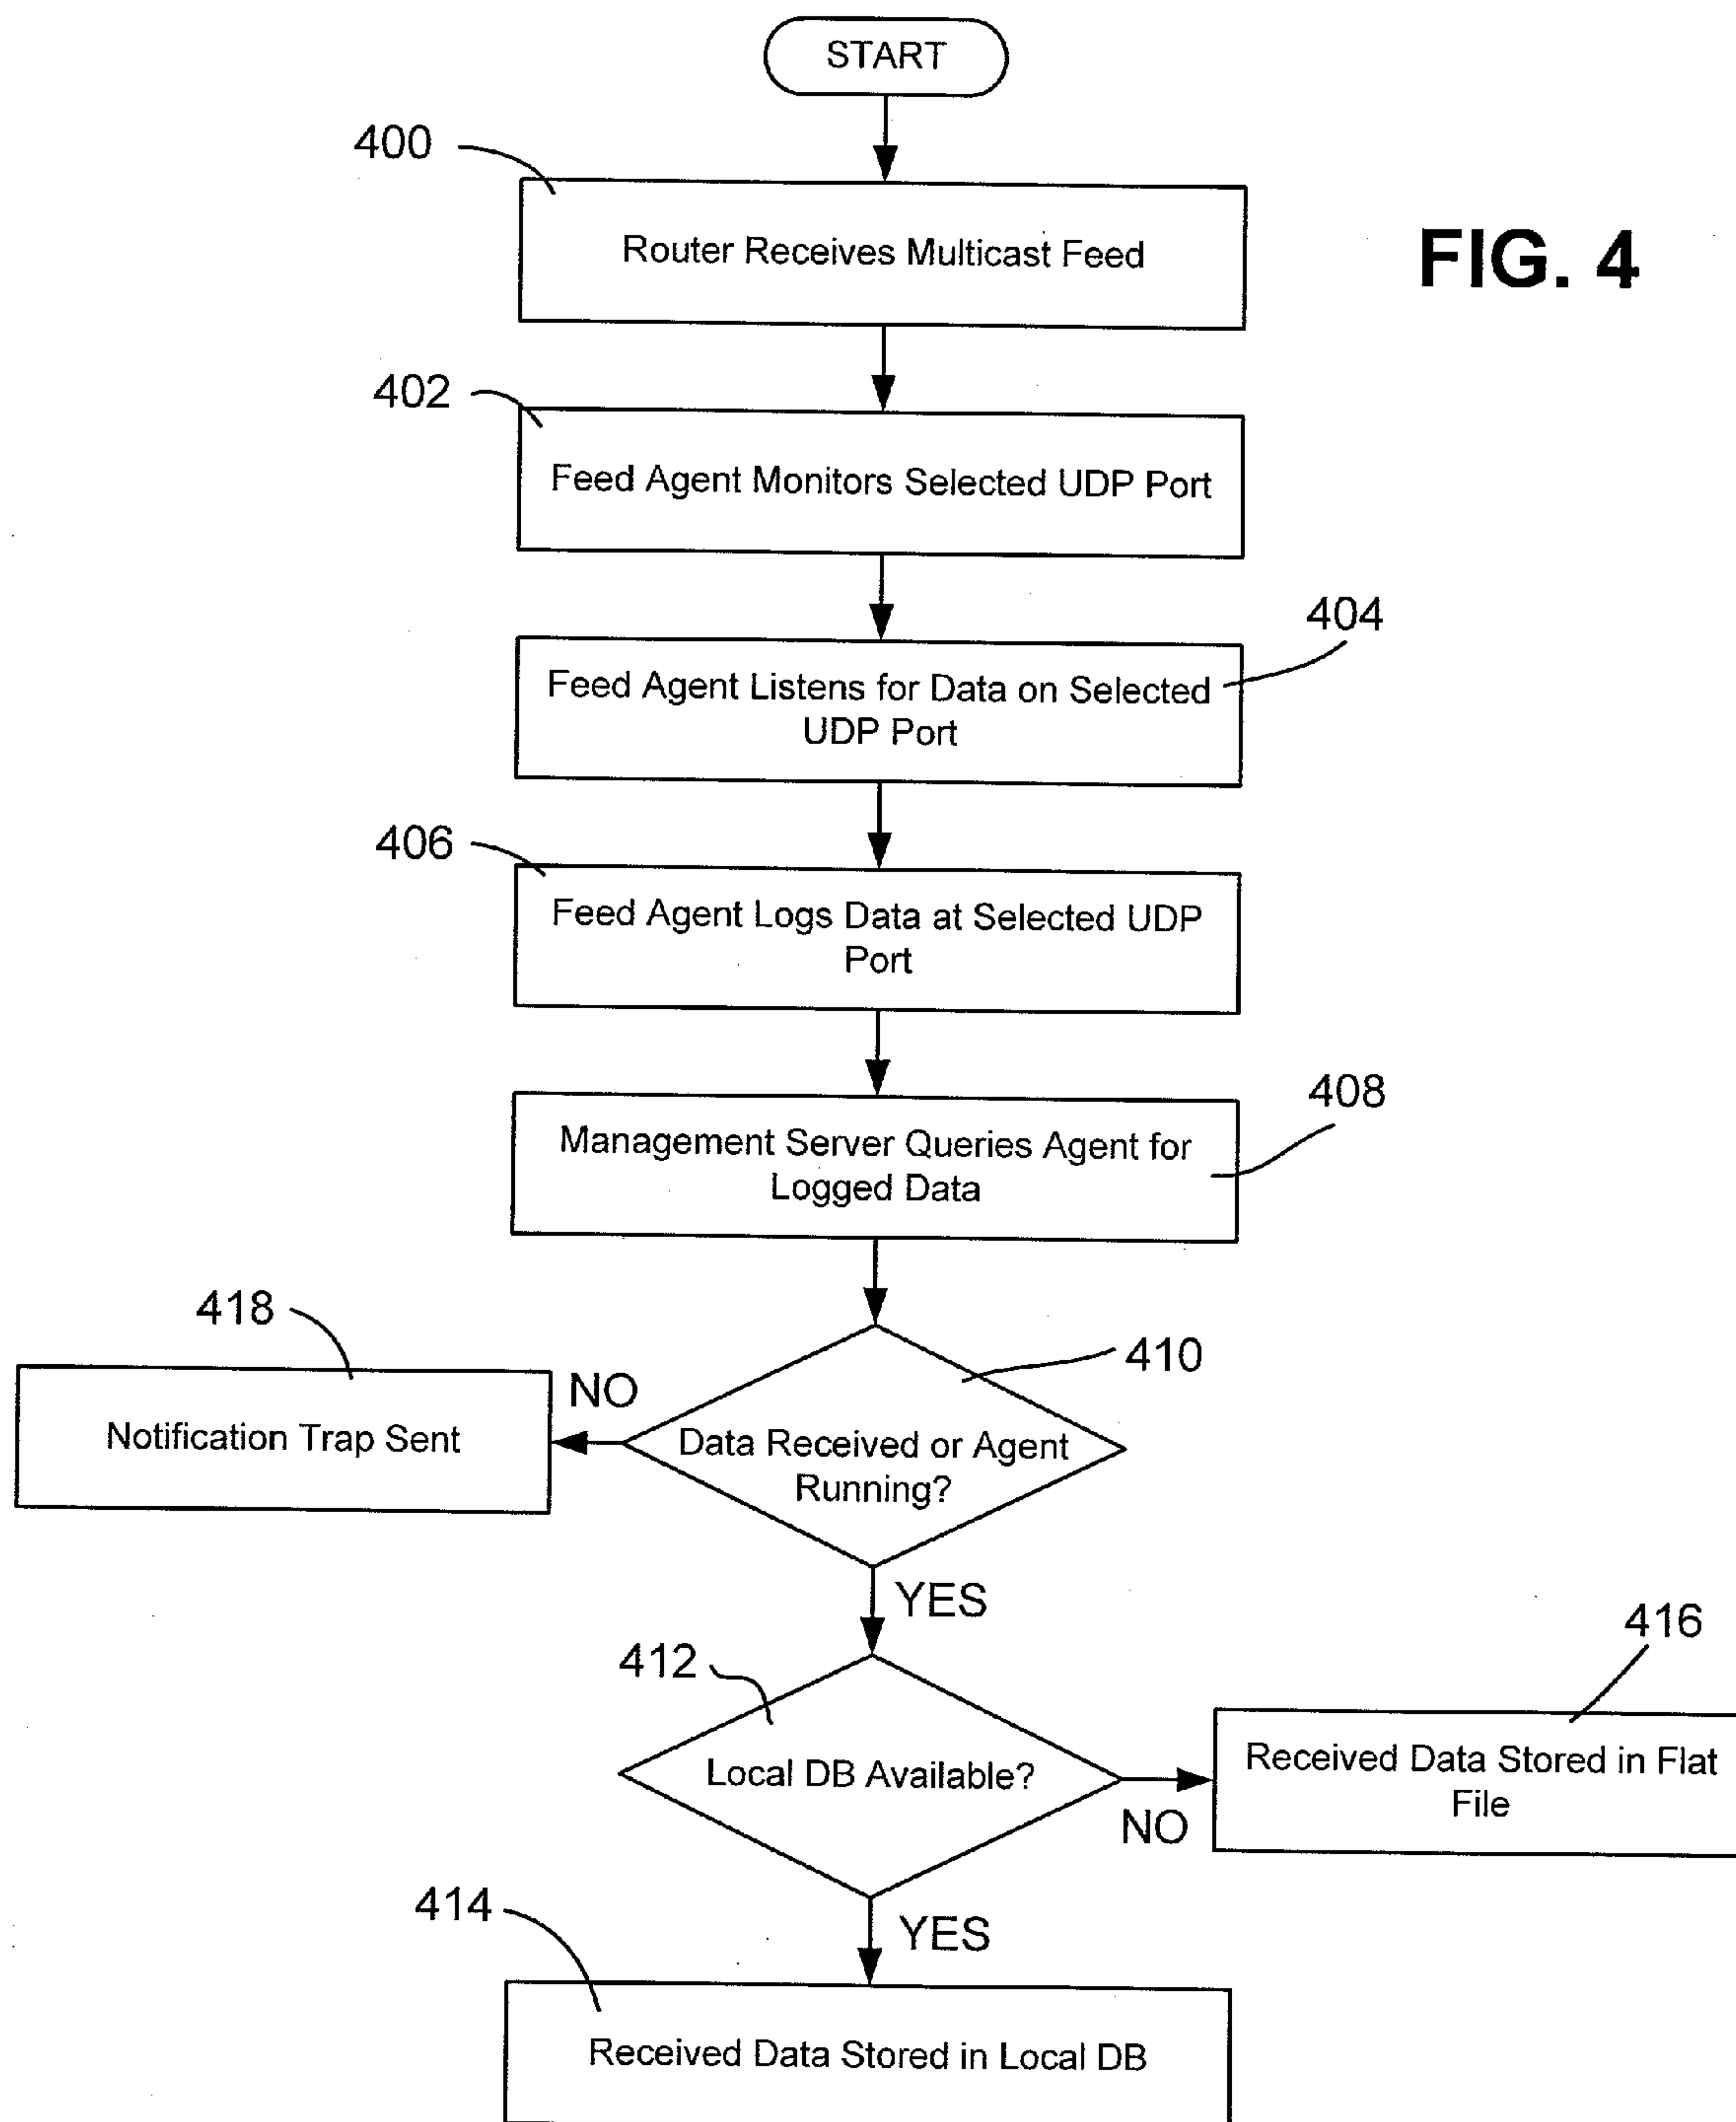 START
400
Router Receives Multicast Feed
FIG. 4
402
Feed Agent Monitors Selected UDP Port
404
Feed Agent Listens for Data on Selected
UDP Port
406
Feed Agent Logs Data at Selected UDP
Port
408
Management Server Queries Agent for
Logged Data
418
410
NO
Notification Trap Sent
Data Received or Agent
Running?
YES
412
416
Local DB Available?
Received Data Stored in Flat
File
NO
414
YES
Received Data Stored in Local DB